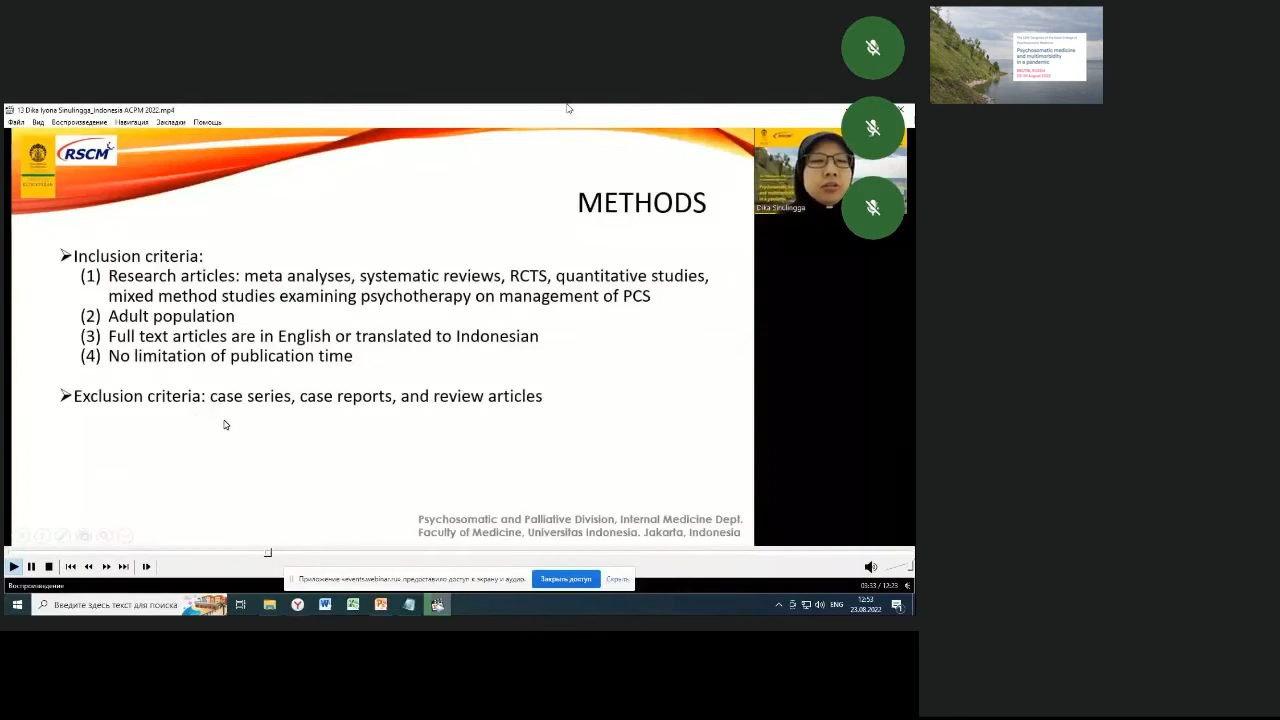 13 Dika Iyona Sinulingga_Indonesia ACPM 2022.mp4
Файл Вид Воспроизведение Навигация Закладки Помощь
RSCM
METHODS
Dika Sinulingga
➢Inclusion criteria:
(1) Research articles: meta analyses, systematic reviews, RCTS, quantitative studies,
mixed method studies examining psychotherapy on management of PCS
(2) Adult population
(3) Full text articles are in English or translated to Indonesian
(4) No limitation of publication time
➢Exclusion criteria: case series, case reports, and review articles
Psychosomatic and Palliative Division, Internal Medicine Dept.
Faculty of Medicine, Universitas Indonesia. Jakarta, Indonesia
Приложение «events.webinar.ru» предоставило доступ к экрану и аудио.
Закрыть доступ
Скрыть
Воспроизведение
03:33 / 12:23
Введите здесь текст для поиска
ENG
12:53
23.08.2022
Psychosomatic medicine
and multimorbidity
in a pandemic